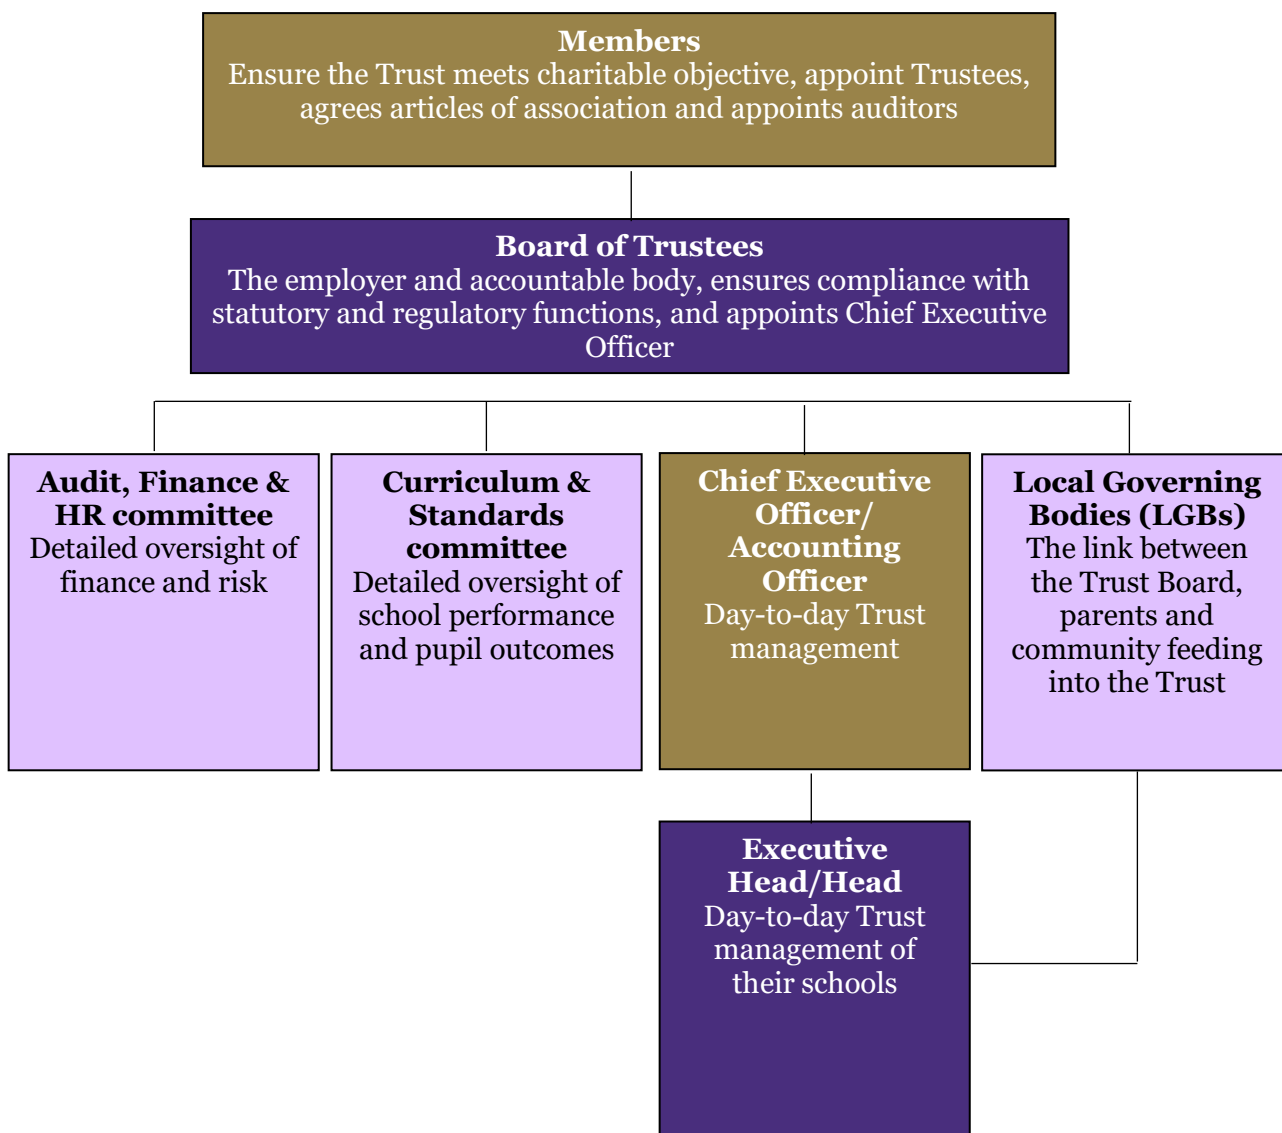 Members
Ensure the Trust meets charitable objective, appoint Trustees,
agrees articles of association and appoints auditors
Board of Trustees
The employer and accountable body, ensures compliance with
statutory and regulatory functions, and appoints Chief Executive
Officer
Audit, Finance &
HR committee
Detailed oversight of
finance and risk
Curriculum &
Standards
committee
Detailed oversight of
school performance
and pupil outcomes
Chief Executive
Officer/
Accounting
Officer
Day-to-day Trust
management
Local Governing
Bodies (LGBs)
The link between
the Trust Board,
parents and
community feeding
into the Trust
Executive
Head/Head
Day-to-day Trust
management of
their schools